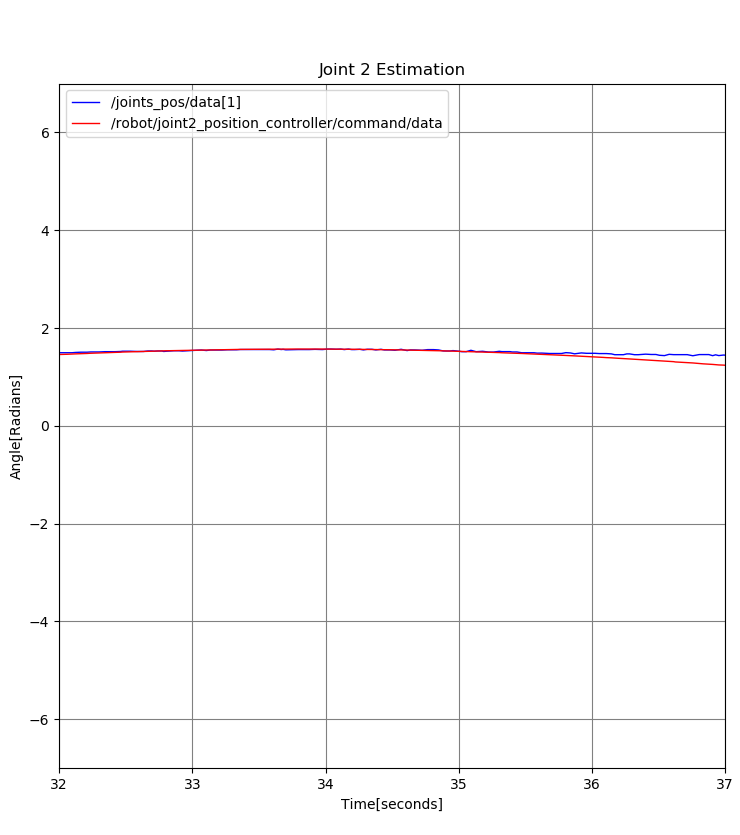 Joint 2 Estimation
/joints_pos/data[1]
/robot/joint2_position_controller/command/data
6
4
2
0
−2
−4
−6
Angle[Radians]
32 33 34 35 36 37
Time[seconds]